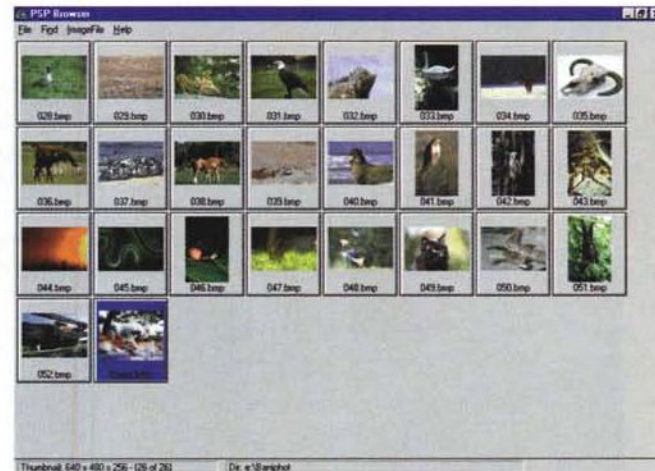 PSP Browser
File Find ImageFile Help
028.bmp 029.bmp 030.bmp 031.bmp 032.bmp 033.bmp 034.bmp 035.bmp
036.bmp 037.bmp 038.bmp 039.bmp 040.bmp 041.bmp 042.bmp 043.bmp
044.bmp 045.bmp 046.bmp 047.bmp 048.bmp 049.bmp 050.bmp 051.bmp
052.bmp
Thumbnail: 640 x 480 x 256 - [26 of 26] Dir: